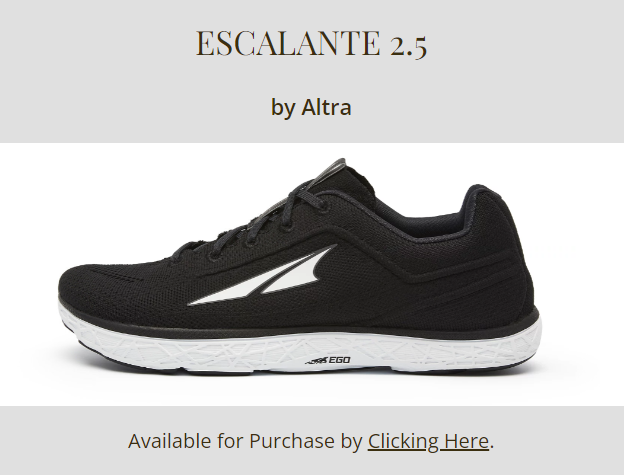 ESCALANTE 2.5
by Altra
EGO
Available for Purchase by Clicking Here.